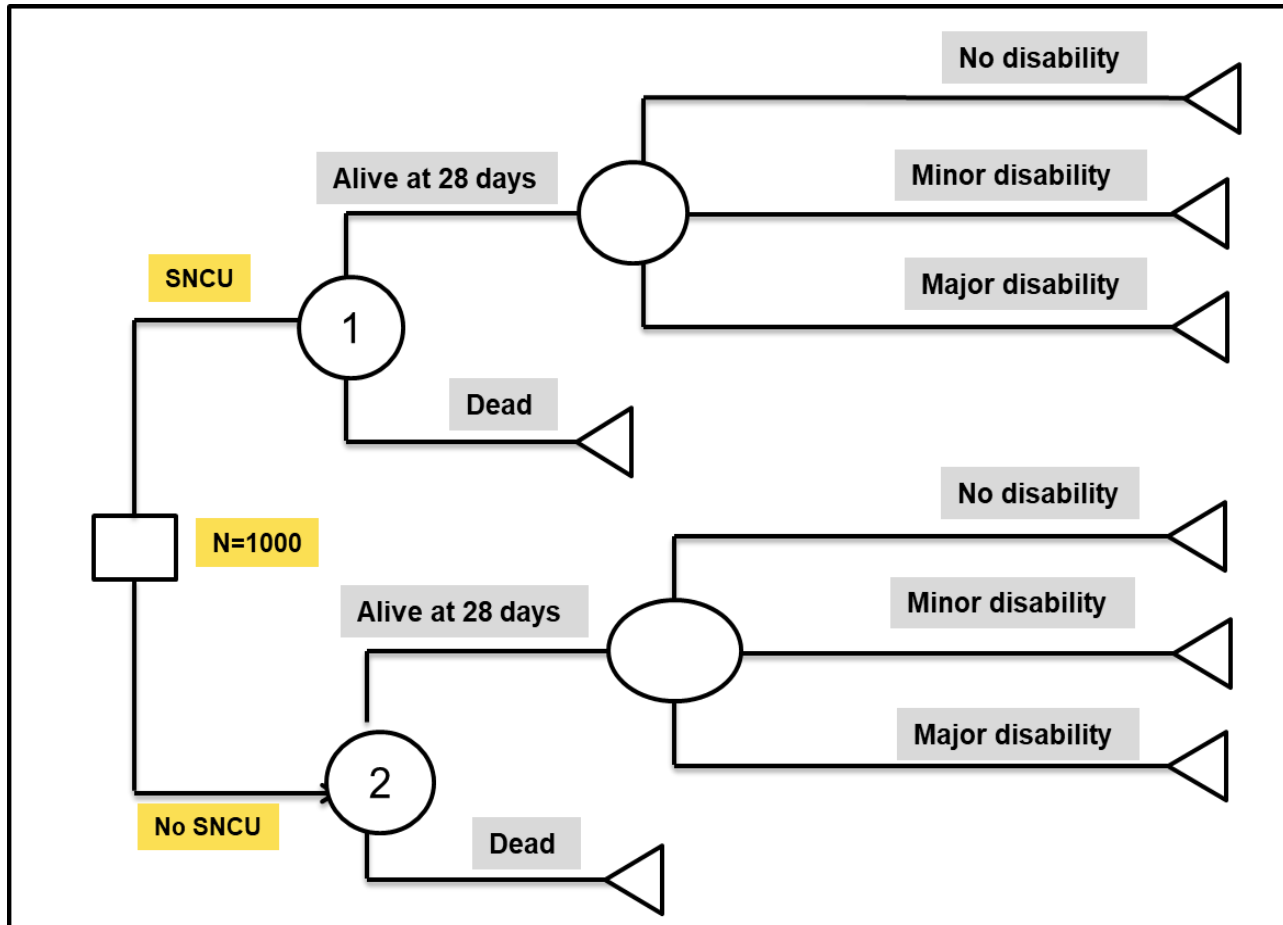 No disability
Alive at 28 days
Minor disability
SNCU
Major disability
1
Dead
No disability
N=1000
Alive at 28 days
Minor disability
Major disability
2
No SNCU
Dead